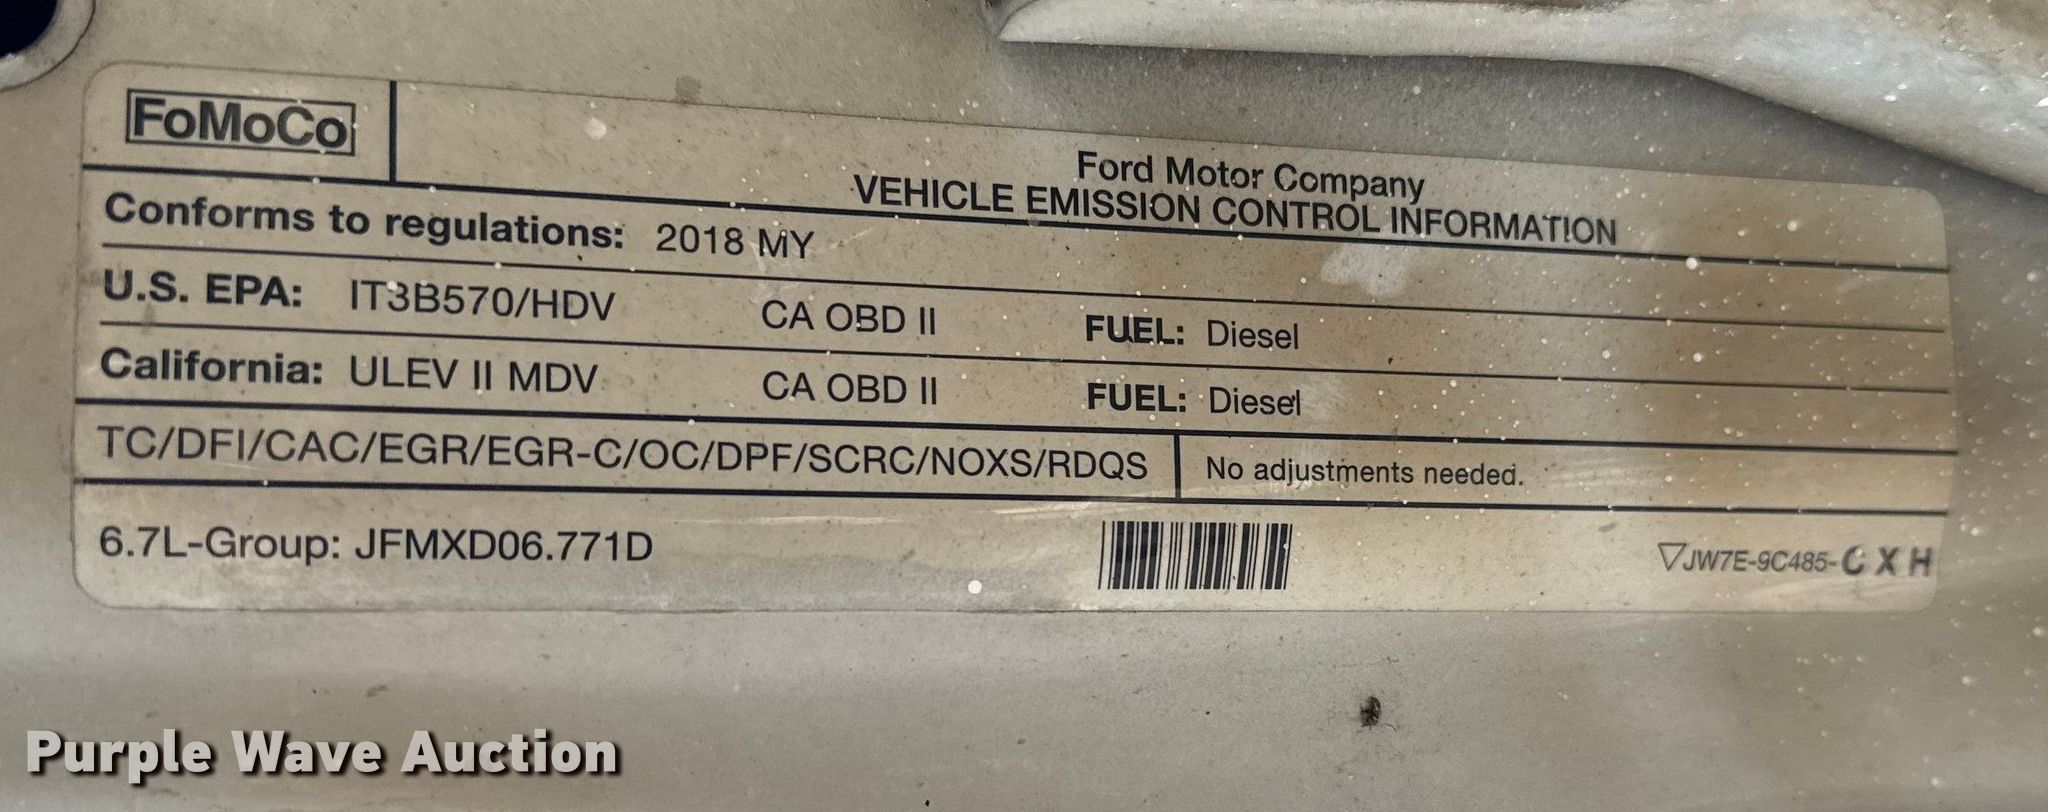 FoMoCo
Ford Motor Company
VEHICLE EMISSION CONTROL INFORMATION
Conforms to regulations: 2018 MY
U.S. EPA: IT3B570/HDV CA OBD II FUEL: Diesel
California: ULEV II MDV CA OBD II FUEL: Diesel
TC/DFI/CAC/EGR/EGR-C/OC/DPF/SCRC/NOXS/RDQS No adjustments needed.
6.7L-Group: JFMXD06.771D
▽JW7E-9C485-CXH
Purple Wave Auction